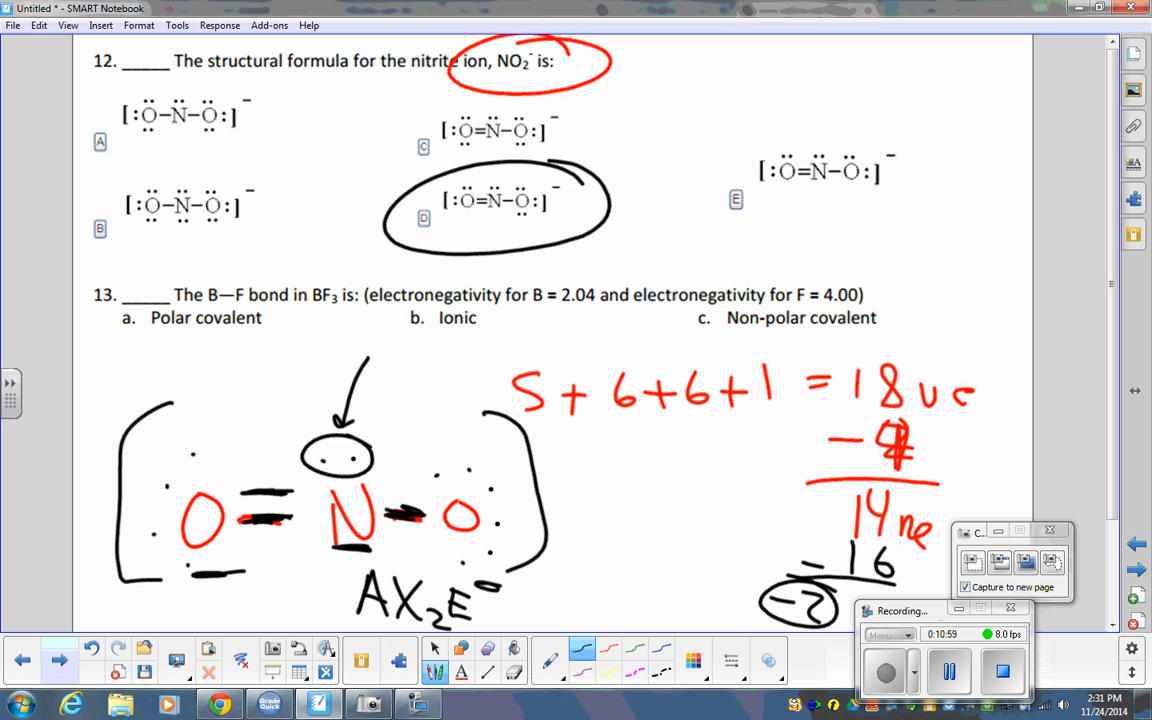 Untitled * - SMART Notebook
File Edit View Insert Format Tools Response Add-ons Help
12. _____ The structural formula for the nitrite ion, NO₂⁻ is:
[:O−N−O:]⁻
A
[:O=N−O:]⁻
C
[:O=N−O:]⁻
E
[:O−N−O:]⁻
B
[:O=N−O:]⁻
D
13. _____ The B—F bond in BF₃ is: (electronegativity for B = 2.04 and electronegativity for F = 4.00)
a. Polar covalent b. Ionic c. Non-polar covalent
5 + 6 + 6 + 1 = 18 ve
- 4
14 ne
- 16
-2
O = N - O
AX₂E
C...
Capture to new page
Recording...
Menu
0:10:59 8.0 fps
Grade Quick
2:31 PM
11/24/2014